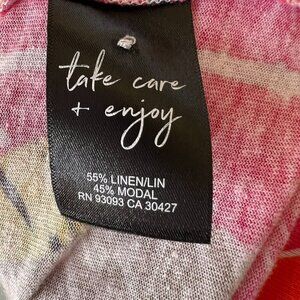 take care
+ enjoy
55% LINEN/LIN
45% MODAL
RN 93093 CA 30427